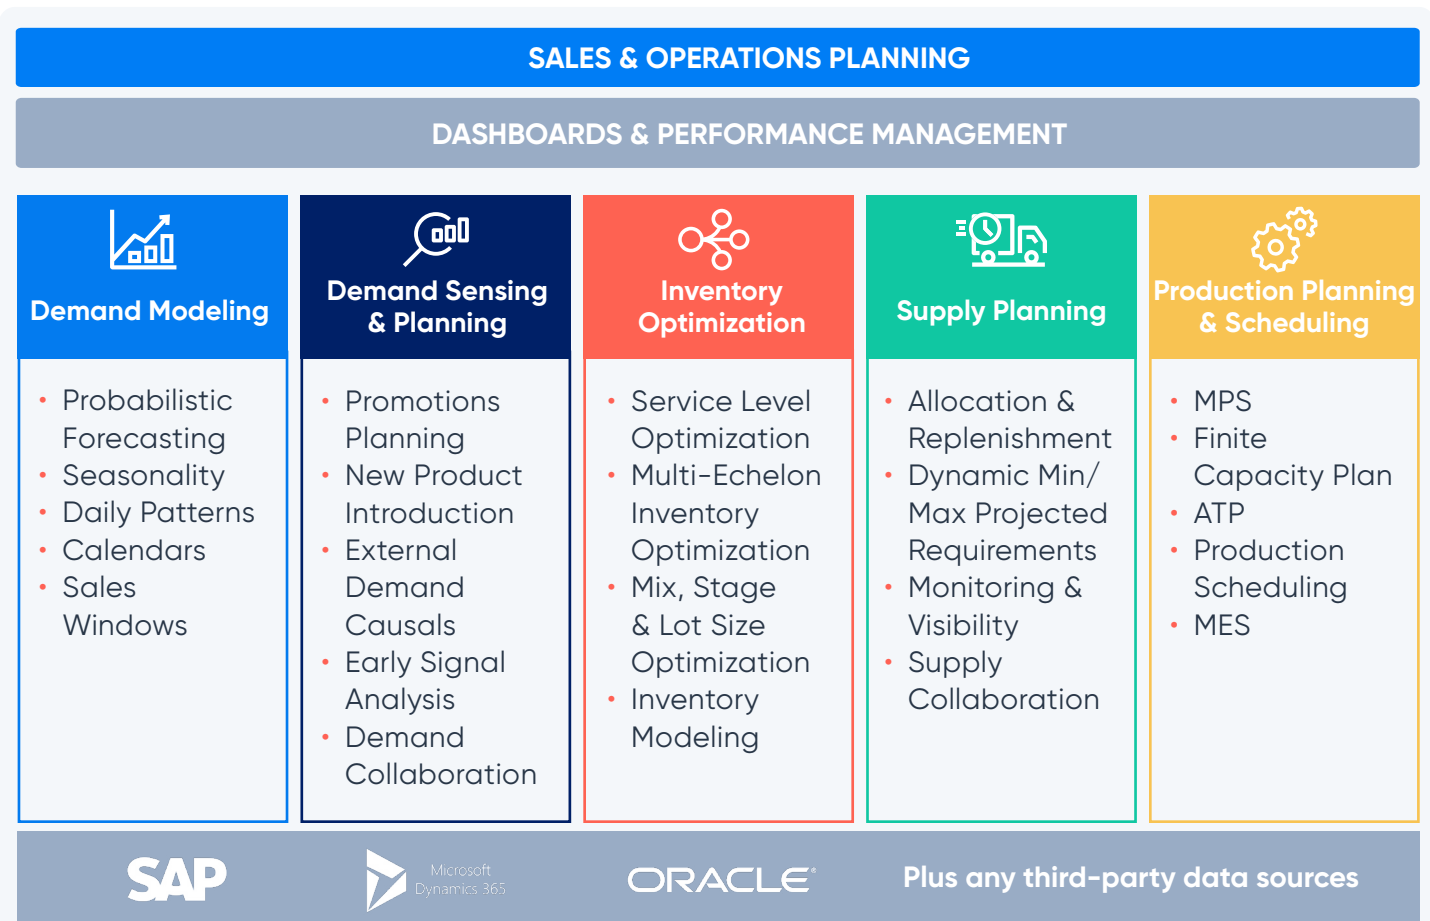 SALES & OPERATIONS PLANNING
DASHBOARDS & PERFORMANCE MANAGEMENT
Demand Modeling
• Probabilistic
Forecasting
• Seasonality
• Daily Patterns
• Calendars
• Sales
Windows
Demand Sensing
& Planning
• Promotions
Planning
• New Product
Introduction
• External
Demand
Causals
• Early Signal
Analysis
• Demand
Collaboration
Inventory
Optimization
• Service Level
Optimization
• Multi-Echelon
Inventory
Optimization
• Mix, Stage
& Lot Size
Optimization
• Inventory
Modeling
Supply Planning
• Allocation &
Replenishment
• Dynamic Min/
Max Projected
Requirements
• Monitoring &
Visibility
• Supply
Collaboration
Production Planning
& Scheduling
• MPS
• Finite
Capacity Plan
• ATP
• Production
Scheduling
• MES
SAP
Microsoft
Dynamics 365
ORACLE®
Plus any third-party data sources